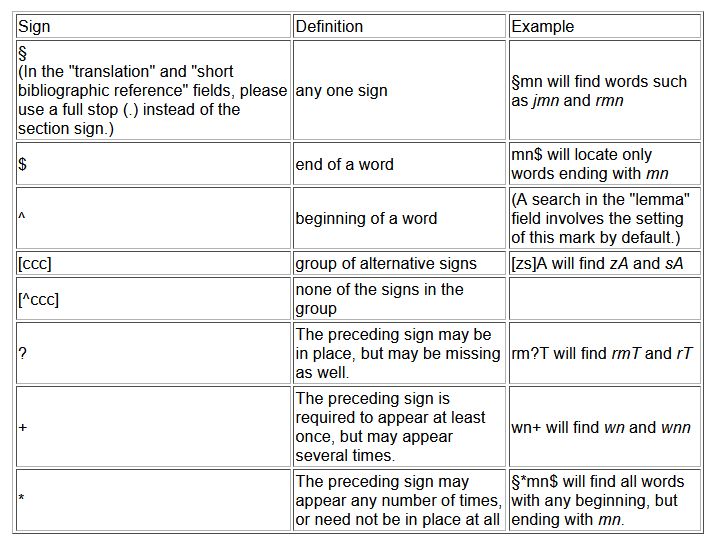 Sign Definition Example
§
(In the "translation" and "short
bibliographic reference" fields, please
use a full stop (.) instead of the
section sign.)
any one sign
§mn will find words such
as jmn and rmn
$
end of a word
mn$ will locate only
words ending with mn
^
beginning of a word
(A search in the "lemma"
field involves the setting
of this mark by default.)
[ccc]
group of alternative signs
[zs]A will find zA and sA
[^ccc]
none of the signs in the
group
?
The preceding sign may be
in place, but may be missing
as well.
rm?T will find rmT and rT
+
The preceding sign is
required to appear at least
once, but may appear
several times.
wn+ will find wn and wnn
*
The preceding sign may
appear any number of times,
or need not be in place at all
§*mn$ will find all words
with any beginning, but
ending with mn.